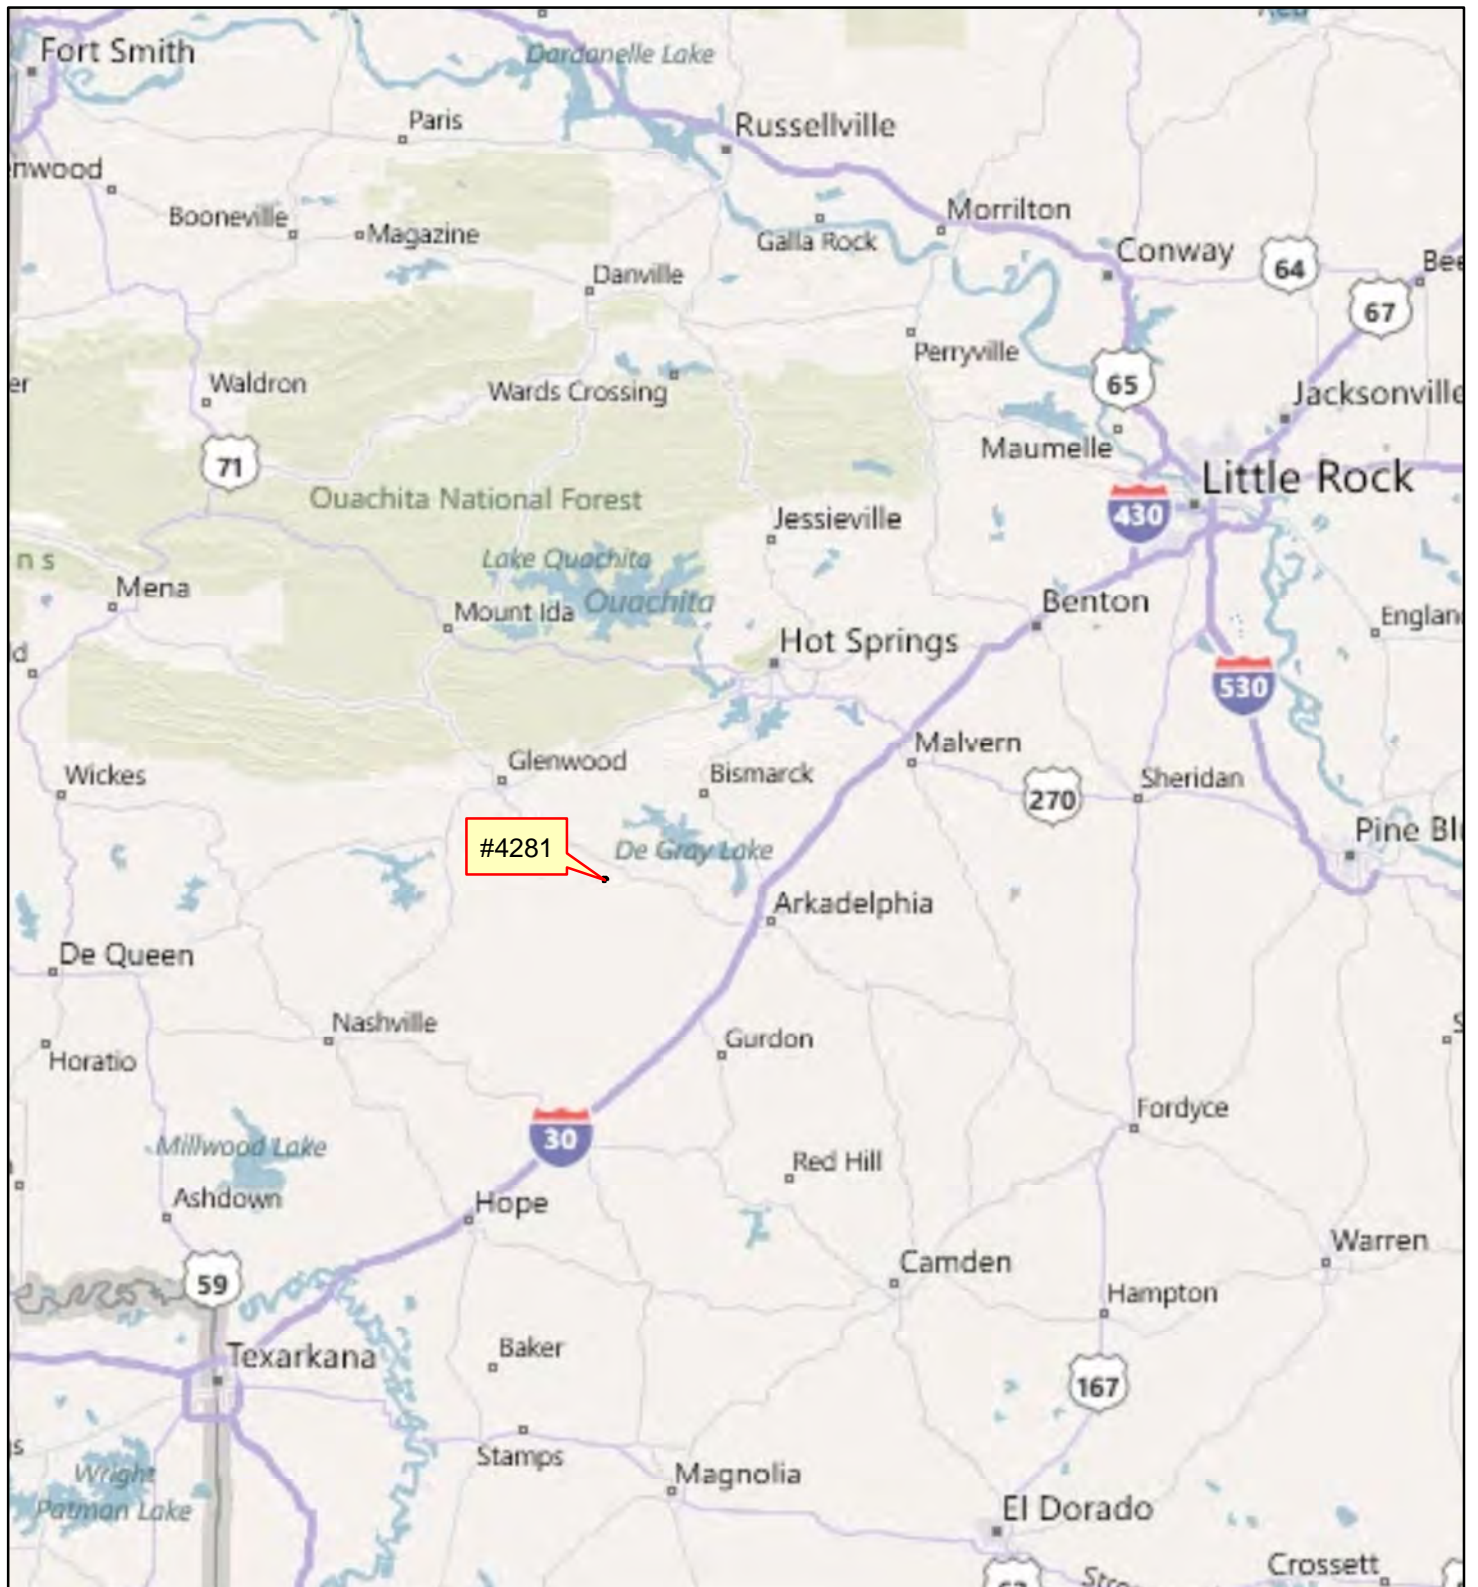 Fort Smith
Dardanelle Lake
Paris
Russellville
nwood
Booneville
Magazine
Morrilton
Galla Rock
Conway
64
Bee
Danville
67
Perryville
er
Waldron
Wards Crossing
65
Jacksonville
Maumelle
71
Little Rock
Ouachita National Forest
430
Jessieville
ns
Lake Ouachita
Mena
Mount Ida
Ouachita
Benton
Englan
Hot Springs
d
530
Malvern
Glenwood
Wickes
Bismarck
270
Sheridan
#4281
De Gray Lake
Pine Bl
Arkadelphia
De Queen
Nashville
Gurdon
Horatio
S
Fordyce
30
Millwood Lake
Red Hill
Ashdown
Hope
Warren
59
Camden
Hampton
Baker
Texarkana
167
s
Stamps
Wright
Patman Lake
Magnolia
El Dorado
Crossett